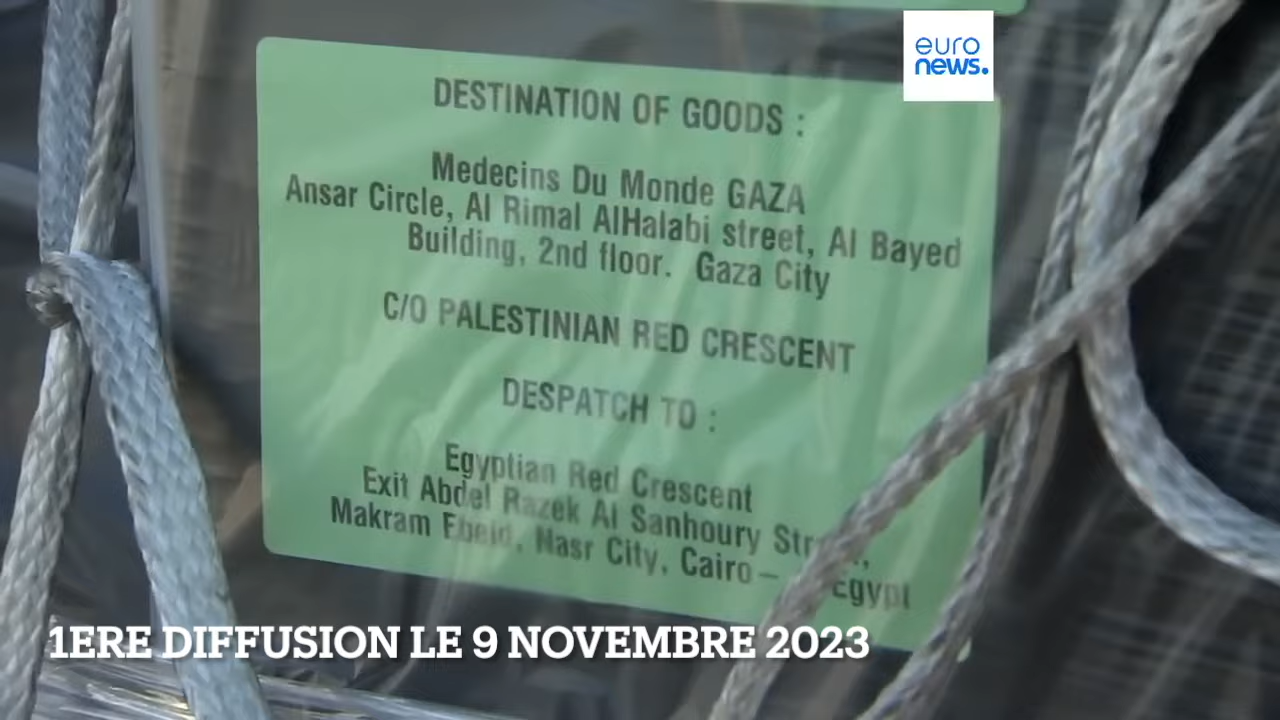 euro
news.
DESTINATION OF GOODS :
Medecins Du Monde GAZA
Ansar Circle, Al Rimal AlHalabi street, Al Bayed
Building, 2nd floor. Gaza City
C/O PALESTINIAN RED CRESCENT
DESPATCH TO :
Egyptian Red Crescent
Exit Abdel Razek Al Sanhoury
Makram Ebeid, Nasr City, Cairo – Egypt
1ERE DIFFUSION LE 9 NOVEMBRE 2023